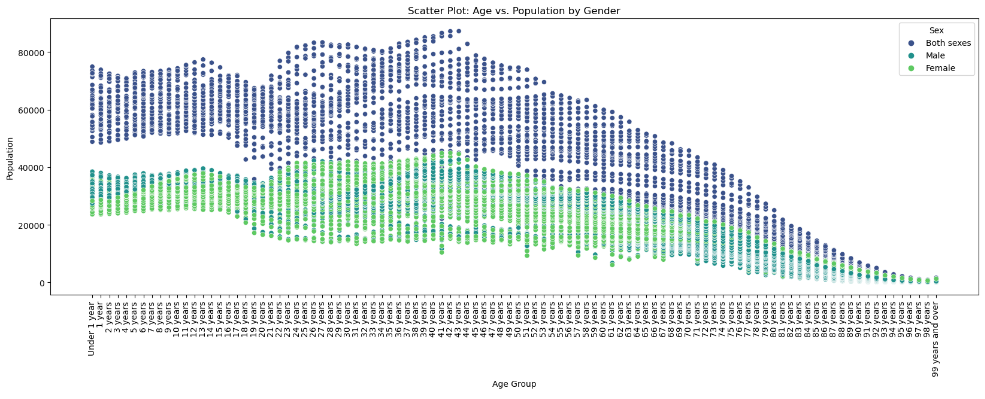 Scatter Plot: Age vs. Population by Gender
Sex
Both sexes
Male
Female
Population
80000
60000
40000
20000
0
Under 1 year
1 year
2 years
3 years
4 years
5 years
6 years
7 years
8 years
9 years
10 years
11 years
12 years
13 years
14 years
15 years
16 years
17 years
18 years
19 years
20 years
21 years
22 years
23 years
24 years
25 years
26 years
27 years
28 years
29 years
30 years
31 years
32 years
33 years
34 years
35 years
36 years
37 years
38 years
39 years
40 years
41 years
42 years
43 years
44 years
45 years
46 years
47 years
48 years
49 years
50 years
51 years
52 years
53 years
54 years
55 years
56 years
57 years
58 years
59 years
60 years
61 years
62 years
63 years
64 years
65 years
66 years
67 years
68 years
69 years
70 years
71 years
72 years
73 years
74 years
75 years
76 years
77 years
78 years
79 years
80 years
81 years
82 years
83 years
84 years
85 years
86 years
87 years
88 years
89 years
90 years
91 years
92 years
93 years
94 years
95 years
96 years
97 years
98 years
99 years and over
Age Group